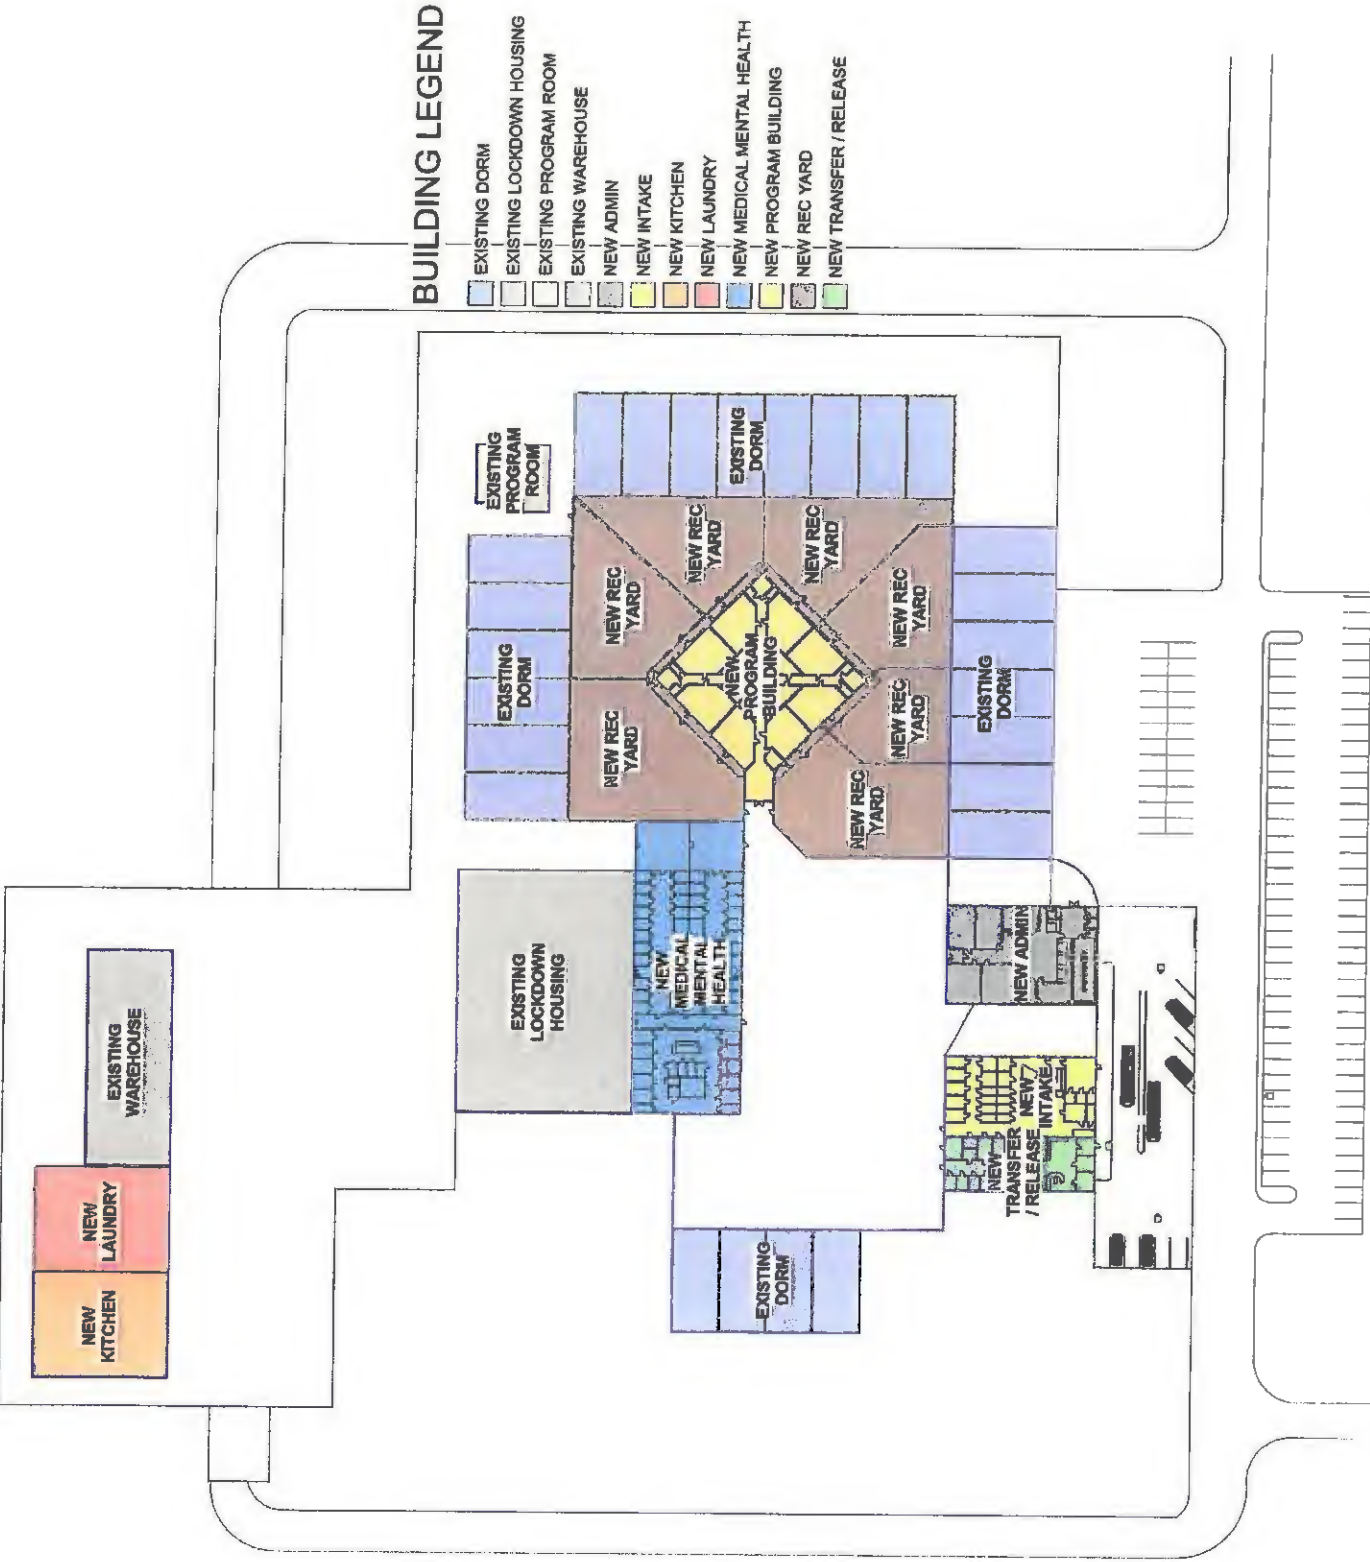 BUILDING LEGEND
EXISTING DORM
EXISTING LOCKDOWN HOUSING
EXISTING PROGRAM ROOM
EXISTING WAREHOUSE
NEW ADMIN
NEW INTAKE
NEW KITCHEN
NEW LAUNDRY
NEW MEDICAL MENTAL HEALTH
NEW PROGRAM BUILDING
NEW REC YARD
NEW TRANSFER / RELEASE
NEW
KITCHEN
NEW
LAUNDRY
EXISTING
WAREHOUSE
EXISTING
LOCKDOWN
HOUSING
EXISTING
DORM
EXISTING
PROGRAM
ROOM
NEW REC
YARD
NEW REC
YARD
NEW REC
YARD
NEW REC
YARD
NEW REC
YARD
NEW REC
YARD
NEW REC
YARD
EXISTING
DORM
NEW
PROGRAM
BUILDING
NEW
MEDICAL
MENTAL
HEALTH
EXISTING
DORM
EXISTING
DORM
NEW
TRANSFER
/ RELEASE
NEW
INTAKE
NEW ADMIN